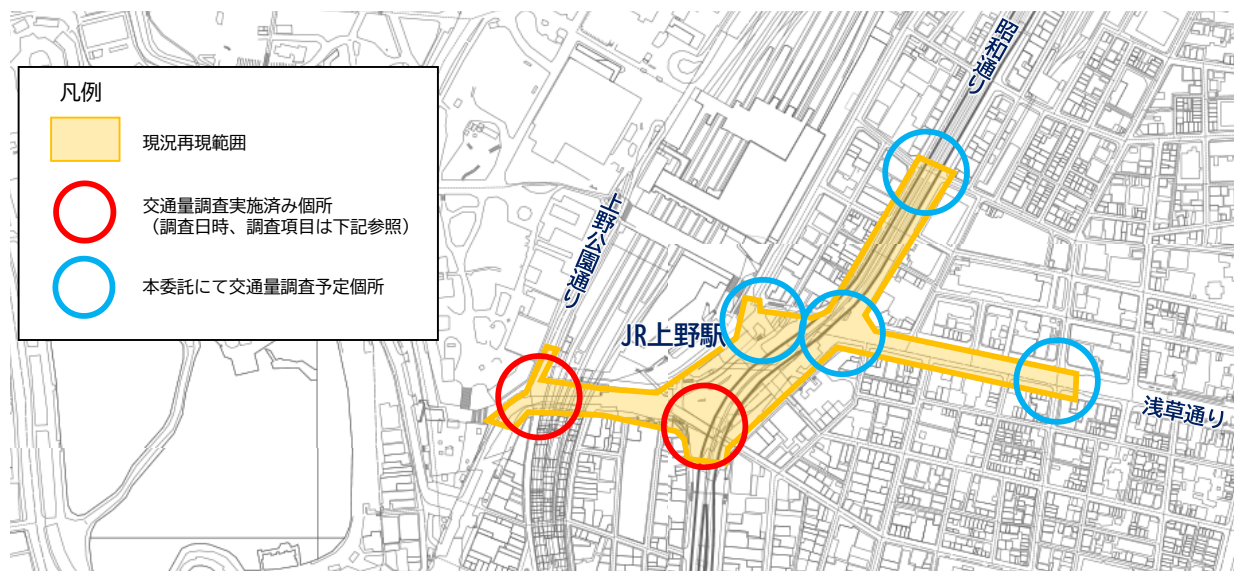 凡例
現況再現範囲
交通量調査実施済み個所
（調査日時、調査項目は下記参照）
本委託にて交通量調査予定個所
昭和通り
上野公園通り
JR上野駅
浅草通り